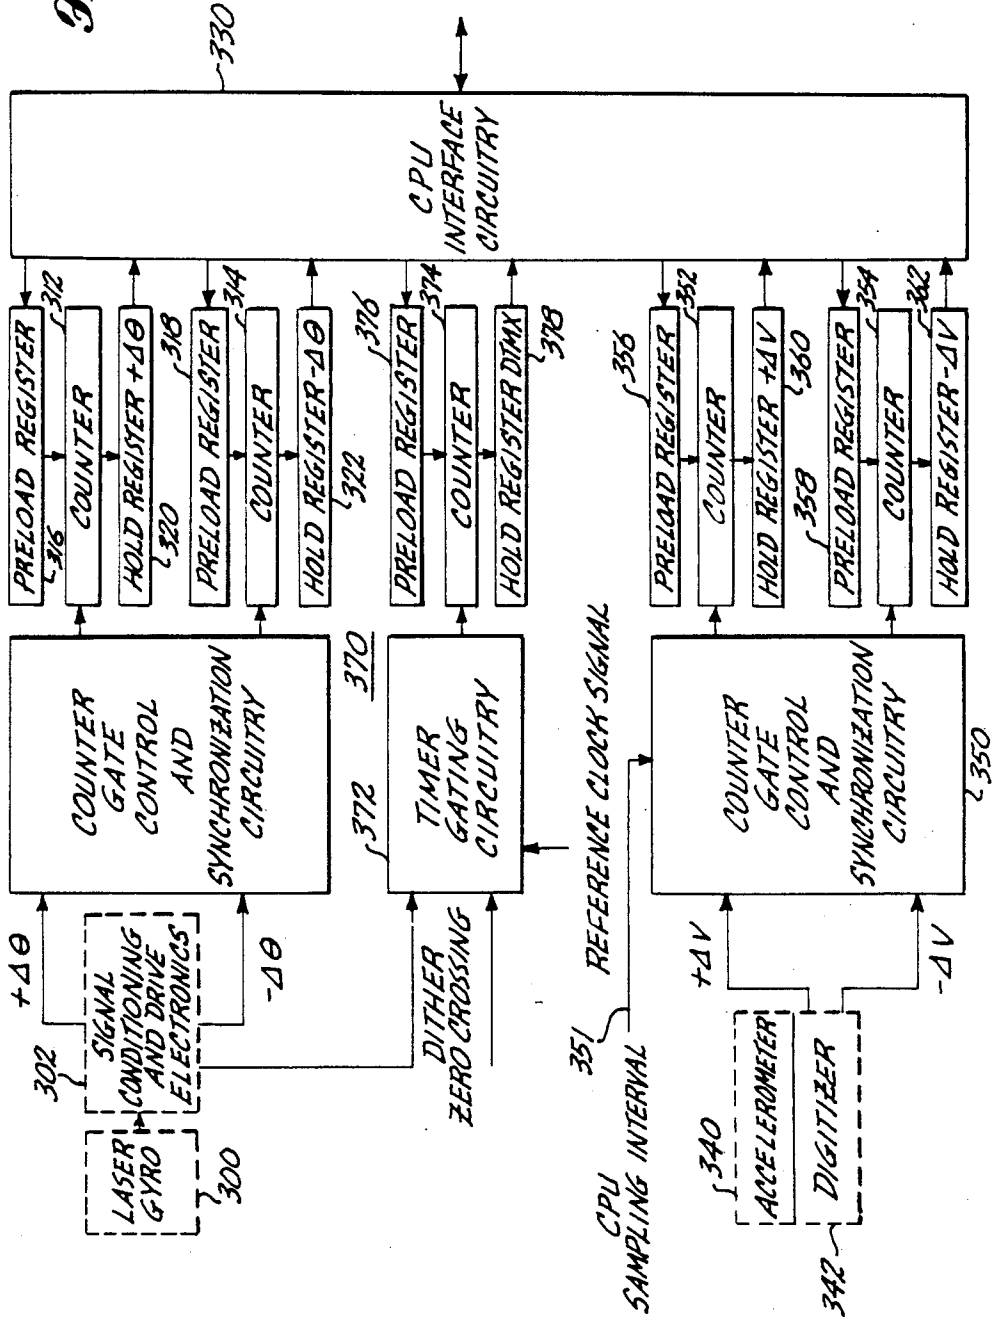 330
CPU
INTERFACE
CIRCUITRY
PRELOAD REGISTER
316
312
COUNTER
HOLD REGISTER +ΔΘ
320
318
PRELOAD REGISTER
314
COUNTER
HOLD REGISTER -ΔΘ
322
376
PRELOAD REGISTER
374
COUNTER
HOLD REGISTER DTMX
378
356
PRELOAD REGISTER
352
COUNTER
HOLD REGISTER +ΔV
360
358
PRELOAD REGISTER
354
COUNTER
362
HOLD REGISTER -ΔV
COUNTER
GATE
CONTROL
AND
SYNCHRONIZATION
CIRCUITRY
370
372
TIMER
GATING
CIRCUITRY
REFERENCE CLOCK SIGNAL
COUNTER
GATE
CONTROL
AND
SYNCHRONIZATION
CIRCUITRY
350
+ΔΘ
-ΔΘ
302
SIGNAL
CONDITIONING
AND DRIVE
ELECTRONICS
LASER
GYRO
300
DITHER
ZERO CROSSING
351
CPU
SAMPLING INTERVAL
+ΔV
-ΔV
340
ACCELEROMETER
DIGITIZER
342